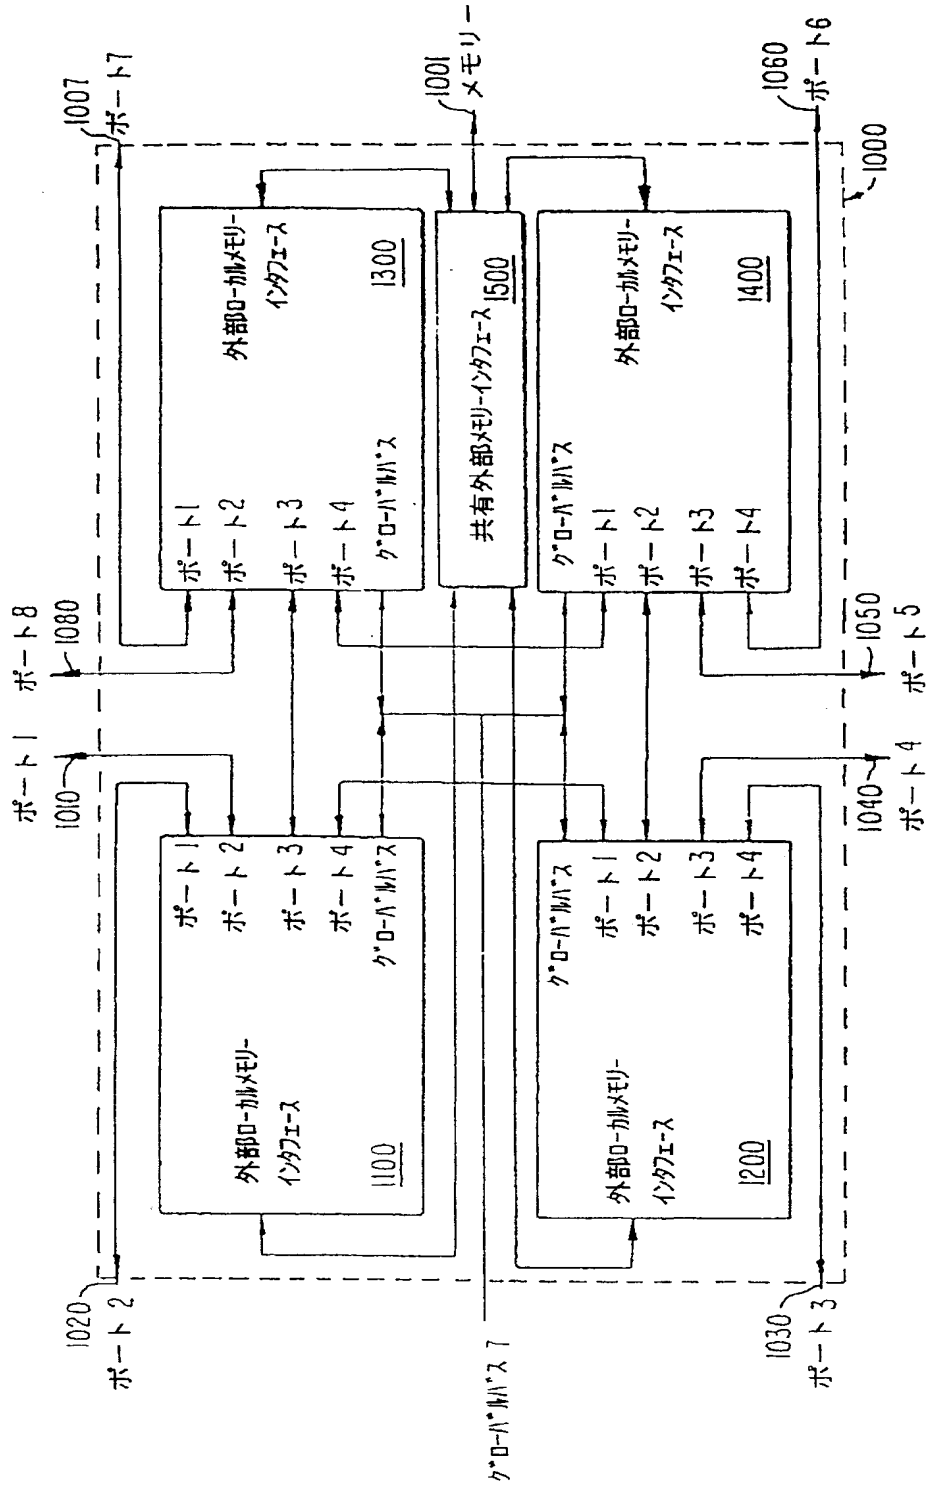 ポート1
1010
ポート8
1080
1020
ポート2
1007
ポート7
ポート1
ポート2
ポート3
ポート4
グローバルバス
外部ローカルメモリー
インタフェース
1100
ポート1
ポート2
ポート3
ポート4
グローバルバス
外部ローカルメモリー
インタフェース
1300
1001
メモリー
グローバルバス7
共有外部メモリーインタフェース
1500
グローバルバス
ポート1
ポート2
ポート3
ポート4
外部ローカルメモリー
インタフェース
1200
グローバルバス
ポート1
ポート2
ポート3
ポート4
外部ローカルメモリー
インタフェース
1400
1030
ポート3
1060
ポート6
1000
1040
ポート4
1050
ポート5